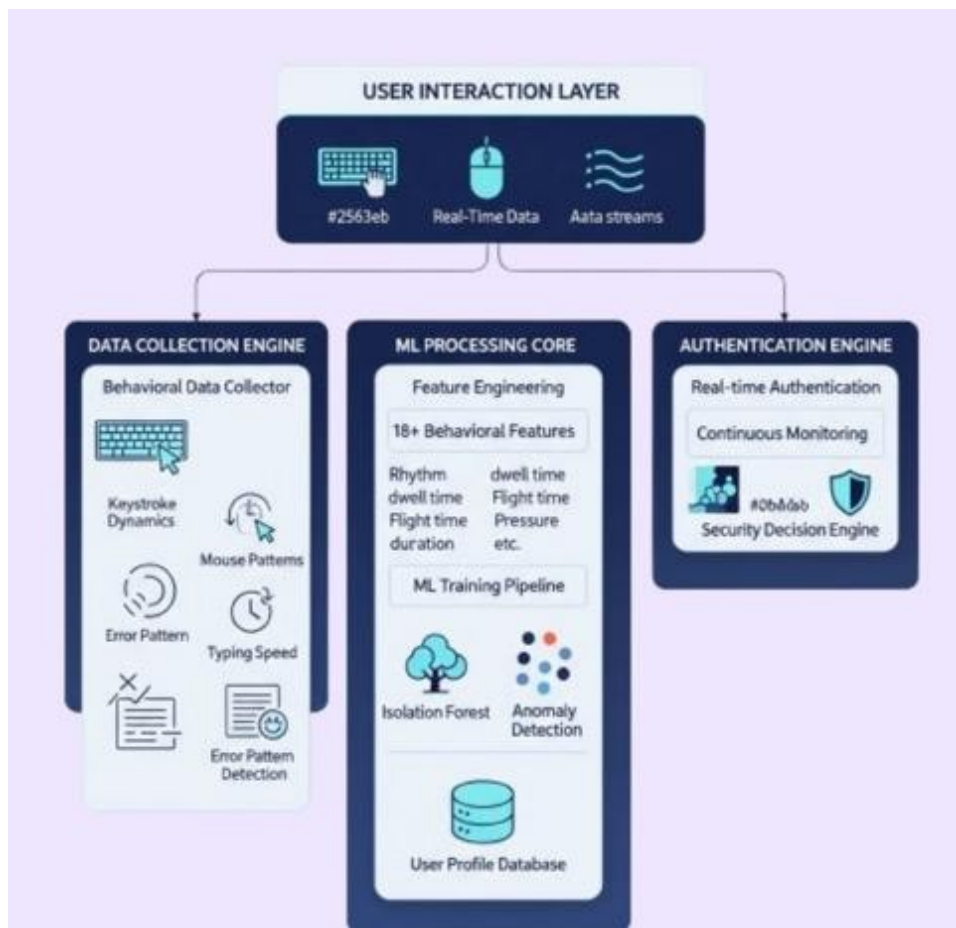 USER INTERACTION LAYER
#2563eb
Real-Time Data
Aata streams
DATA COLLECTION ENGINE
Behavioral Data Collector
Keystroke
Dynamics
Mouse Patterns
Error Pattern
Typing Speed
Error Pattern
Detection
ML PROCESSING CORE
Feature Engineering
18+ Behavioral Features
Rhythm dwell time
dwell time Flight time
Flight time Pressure
duration etc.
ML Training Pipeline
Isolation Forest
Anomaly
Detection
User Profile Database
AUTHENTICATION ENGINE
Real-time Authentication
Continuous Monitoring
Security Decision Engine